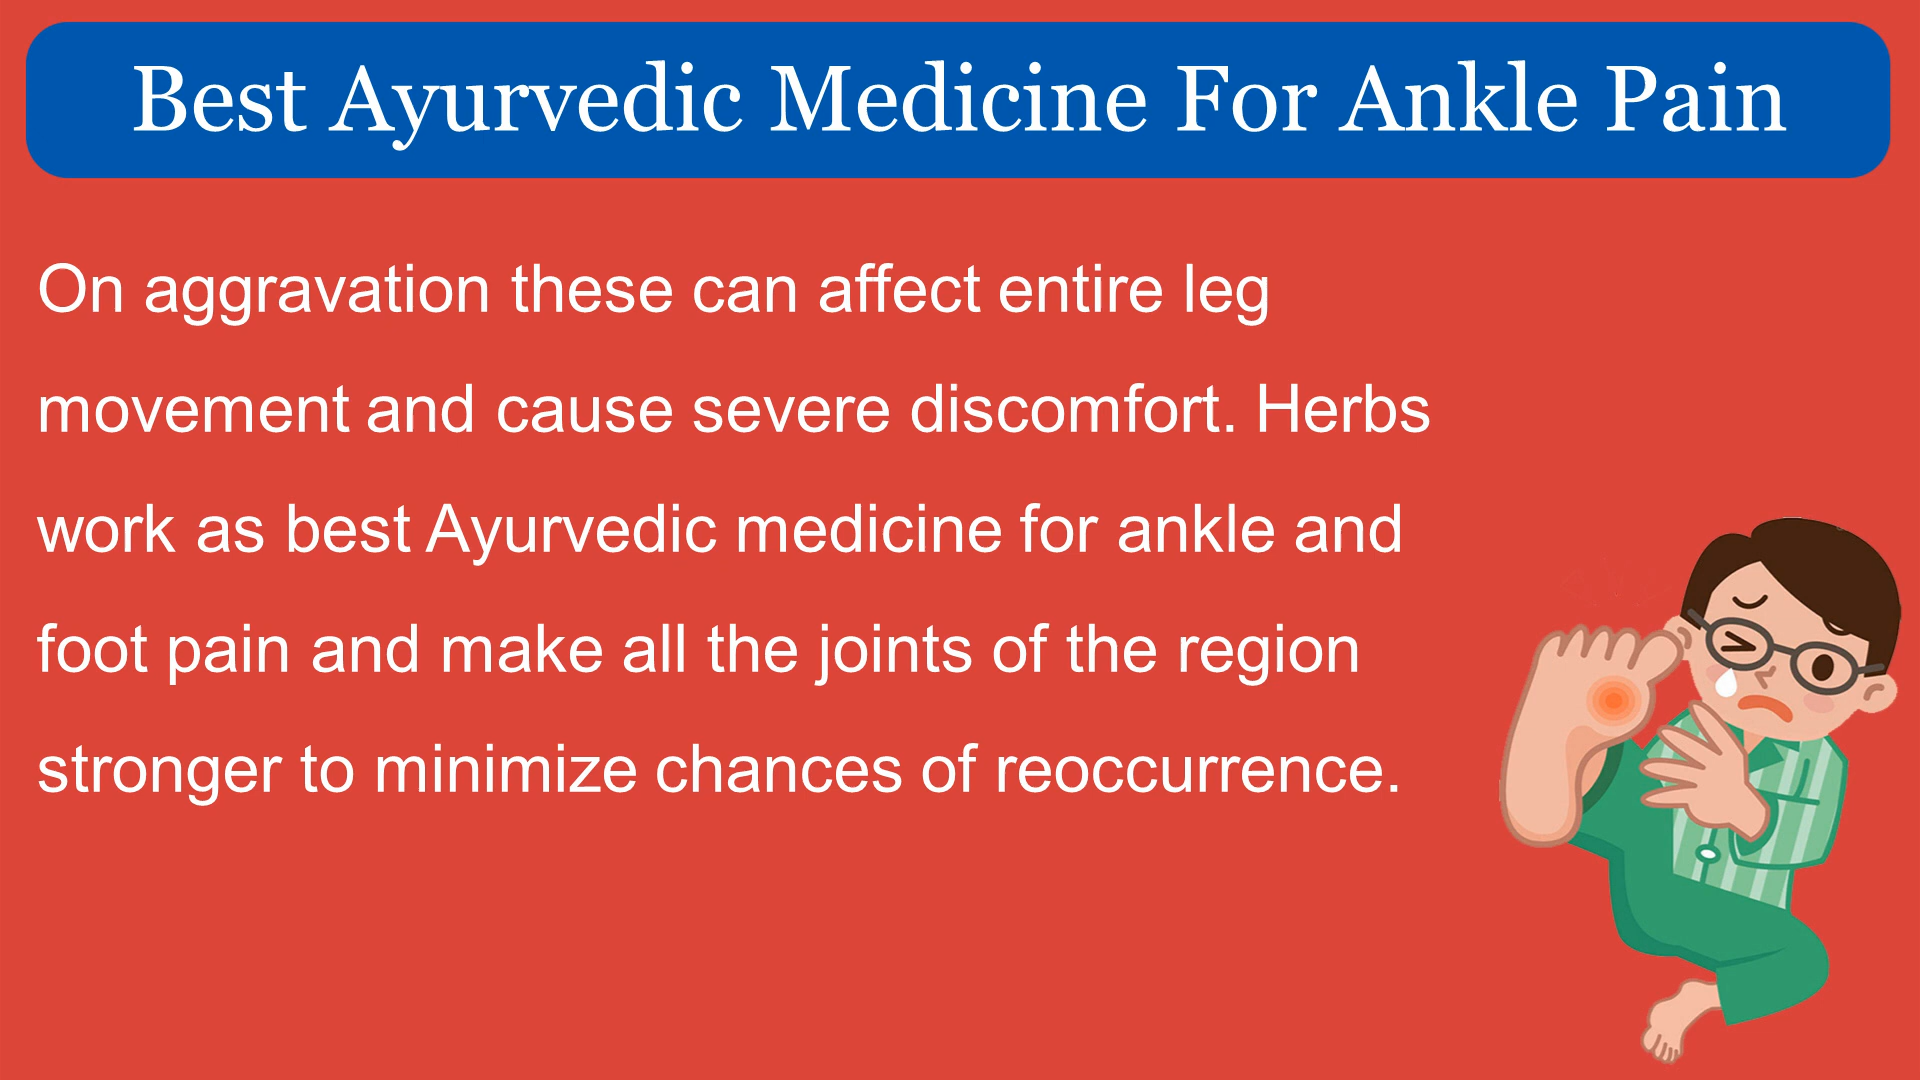 Best Ayurvedic Medicine For Ankle Pain
On aggravation these can affect entire leg
movement and cause severe discomfort. Herbs
work as best Ayurvedic medicine for ankle and
foot pain and make all the joints of the region
stronger to minimize chances of reoccurrence.